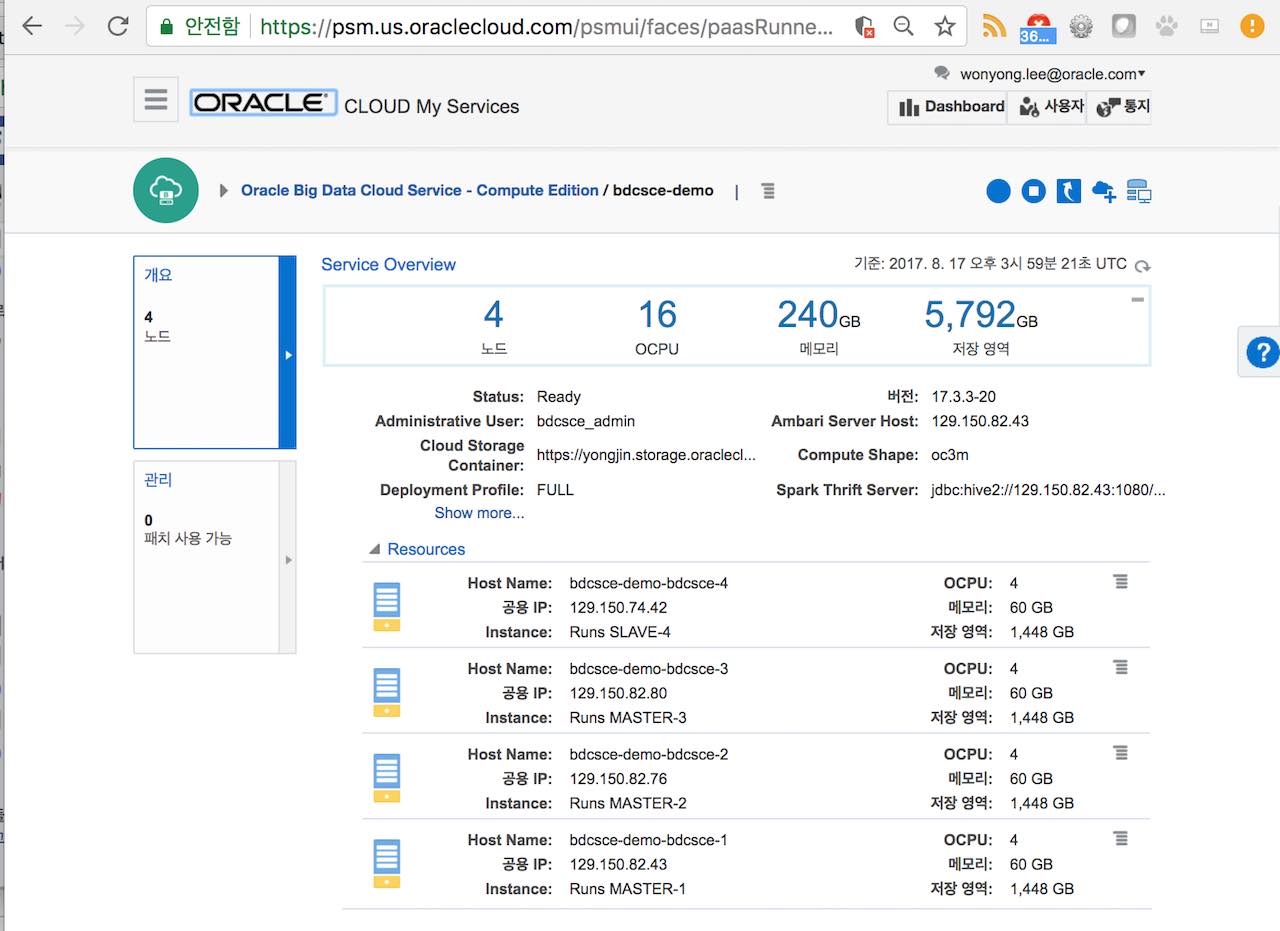 안전함 https://psm.us.oraclecloud.com/psmui/faces/paasRunne...
36...
wonyong.lee@oracle.com
ORACLE CLOUD My Services
Dashboard 사용자 통지
Oracle Big Data Cloud Service - Compute Edition / bdcsce-demo |
개요
4
노드
관리
0
패치 사용 가능
Service Overview
기준: 2017. 8. 17 오후 3시 59분 21초 UTC
4 16 240GB 5,792GB
노드 OCPU 메모리 저장 영역
Status: Ready 버전: 17.3.3-20
Administrative User: bdcsce_admin Ambari Server Host: 129.150.82.43
Cloud Storage
Container: https://yongjin.storage.oraclecl... Compute Shape: oc3m
Deployment Profile: FULL Spark Thrift Server: jdbc:hive2://129.150.82.43:1080/...
Show more...
Resources
Host Name: bdcsce-demo-bdcsce-4 OCPU: 4
공용 IP: 129.150.74.42 메모리: 60 GB
Instance: Runs SLAVE-4 저장 영역: 1,448 GB
Host Name: bdcsce-demo-bdcsce-3 OCPU: 4
공용 IP: 129.150.82.80 메모리: 60 GB
Instance: Runs MASTER-3 저장 영역: 1,448 GB
Host Name: bdcsce-demo-bdcsce-2 OCPU: 4
공용 IP: 129.150.82.76 메모리: 60 GB
Instance: Runs MASTER-2 저장 영역: 1,448 GB
Host Name: bdcsce-demo-bdcsce-1 OCPU: 4
공용 IP: 129.150.82.43 메모리: 60 GB
Instance: Runs MASTER-1 저장 영역: 1,448 GB